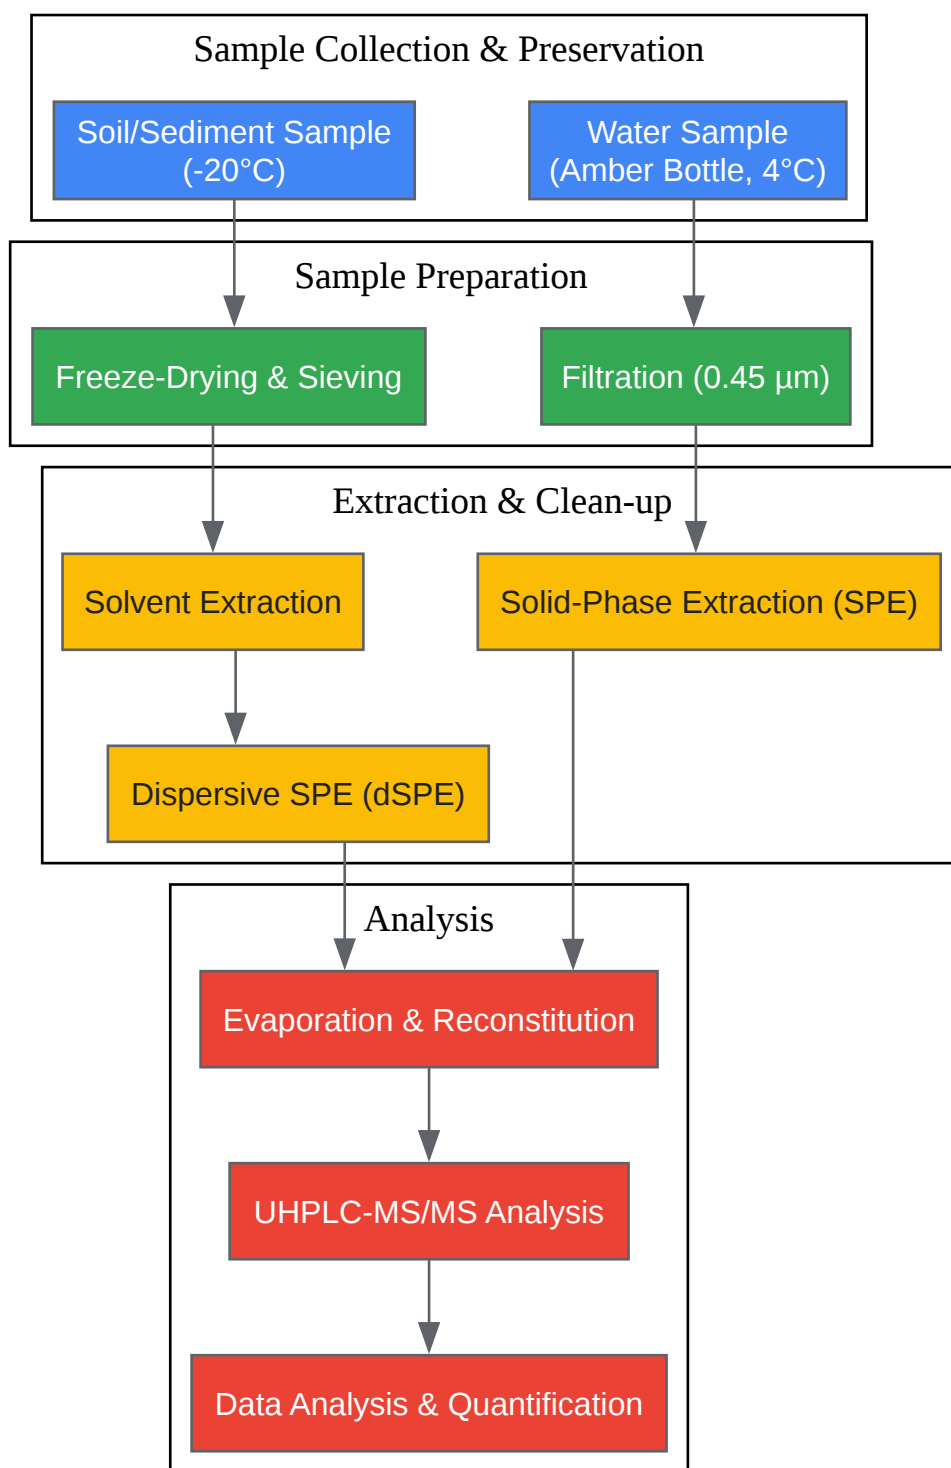 Sample Collection & Preservation
Soil/Sediment Sample
(-20°C)
Water Sample
(Amber Bottle, 4°C)
Sample Preparation
Freeze-Drying & Sieving
Filtration (0.45 µm)
Extraction & Clean-up
Solvent Extraction
Solid-Phase Extraction (SPE)
Dispersive SPE (dSPE)
Analysis
Evaporation & Reconstitution
UHPLC-MS/MS Analysis
Data Analysis & Quantification